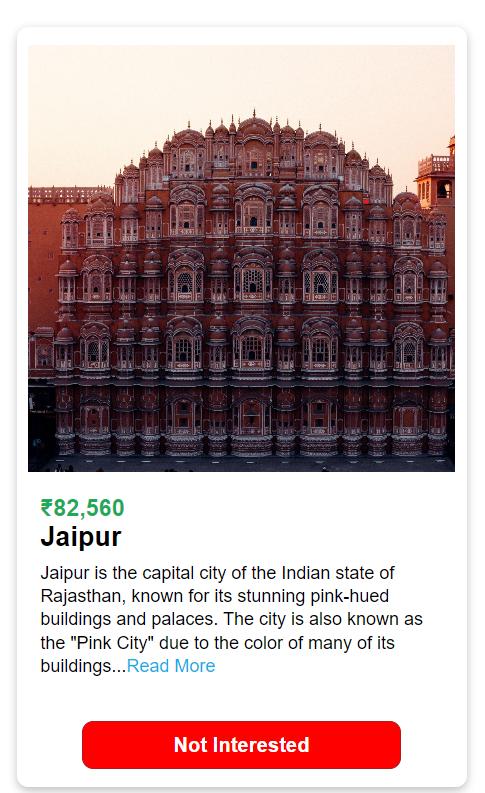 ₹82,560
Jaipur
Jaipur is the capital city of the Indian state of
Rajasthan, known for its stunning pink-hued
buildings and palaces. The city is also known as
the "Pink City" due to the color of many of its
buildings...Read More
Not Interested